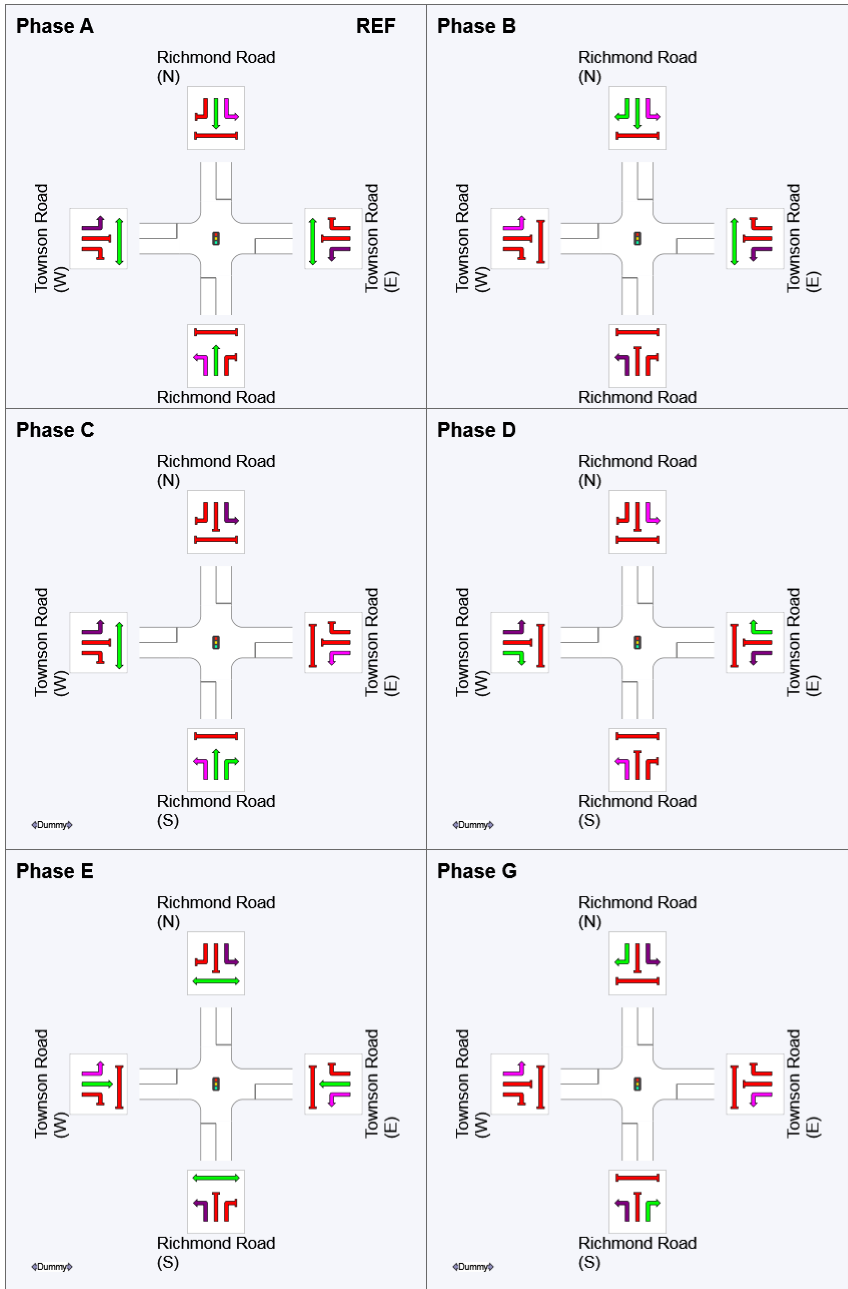 Phase A
REF
Richmond Road
(N)
Townson Road
(W)
Townson Road
(E)
Richmond Road
Phase B
Richmond Road
(N)
Townson Road
(W)
Townson Road
(E)
Richmond Road
Phase C
Richmond Road
(N)
Townson Road
(W)
Townson Road
(E)
Richmond Road
(S)
Dummy
Phase D
Richmond Road
(N)
Townson Road
(W)
Townson Road
(E)
Richmond Road
(S)
Dummy
Phase E
Richmond Road
(N)
Townson Road
(W)
Townson Road
(E)
Richmond Road
(S)
Dummy
Phase G
Richmond Road
(N)
Townson Road
(W)
Townson Road
(E)
Richmond Road
(S)
Dummy